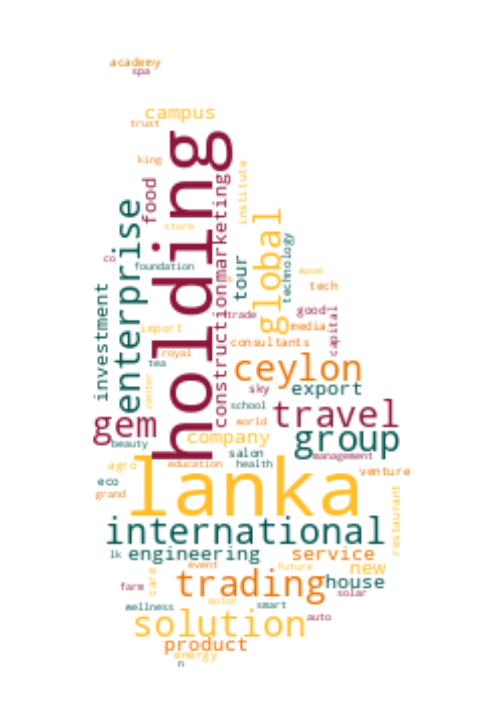 academy
spa
campus
trust
king
holding
food
institute
enterprise
marketing
store
global
co
foundation
tour
technology
wave
investment
tech
construction
trade
good
capital
import
media
consultants
royal
tea
ceylon
center
sky
export
school
travel
gem
world
beauty
company
group
salon
management
agro
education
health
venture
eco
lanka
grand
restaurant
international
lk
engineering
service
event
future
new
care
trading
house
farm
solar
motor
wellness
smart
solution
auto
product
energy
n